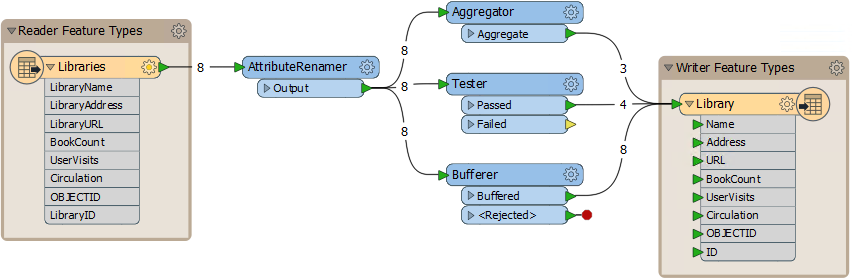 Reader Feature Types
Libraries
LibraryName
LibraryAddress
LibraryURL
BookCount
UserVisits
Circulation
OBJECTID
LibraryID
8
AttributeRenamer
Output
8
8
8
Aggregator
Aggregate
Tester
Passed
Failed
Bufferer
Buffered
<Rejected>
3
4
8
Writer Feature Types
Library
Name
Address
URL
BookCount
UserVisits
Circulation
OBJECTID
ID